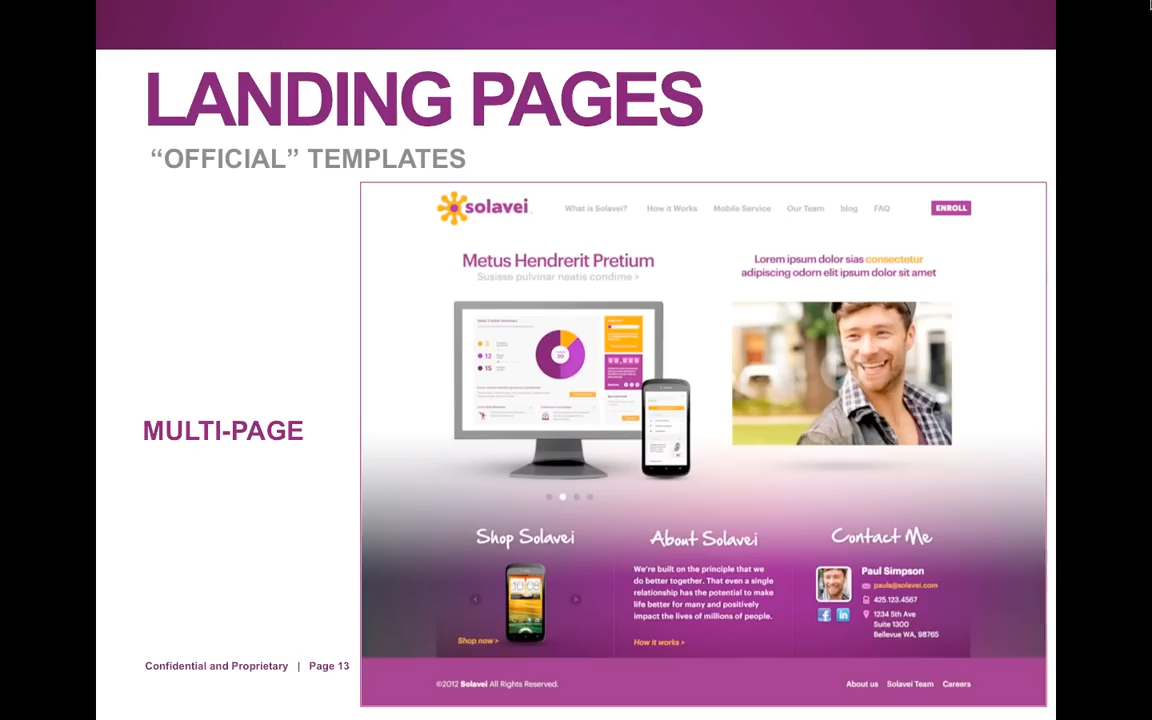 LANDING PAGES
“OFFICIAL” TEMPLATES
solavei
What is Solavei?
How it Works
Mobile Service
Our Team
blog
FAQ
ENROLL
Metus Hendrerit Pretium
Susisse pulvinar neatis condime >
Lorem ipsum dolor sias consectetur
adipiscing odorn elit ipsum dolor sit amet
12
15
MULTI-PAGE
Shop Solavei
Shop now >
About Solavei
We're built on the principle that we
do better together. That even a single
relationship has the potential to make
life better for many and positively
impact the lives of millions of people.
How it works >
Contact Me
Paul Simpson
pauls@solavei.com
425.123.4567
1234 5th Ave
Suite 1300
Bellevue WA, 98765
Confidential and Proprietary | Page 13
©2012 Solavei All Rights Reserved.
About us
Solavei Team
Careers